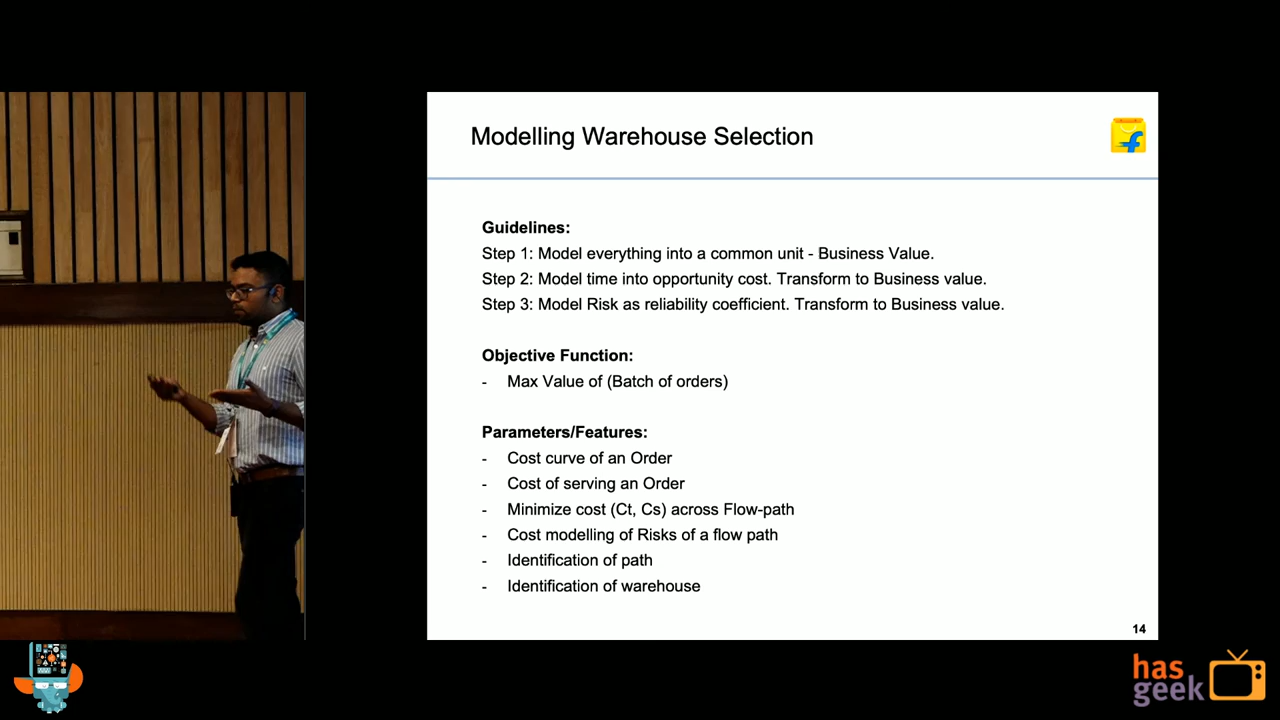 Modelling Warehouse Selection
Guidelines:
Step 1: Model everything into a common unit - Business Value.
Step 2: Model time into opportunity cost. Transform to Business value.
Step 3: Model Risk as reliability coefficient. Transform to Business value.
Objective Function:
- Max Value of (Batch of orders)
Parameters/Features:
- Cost curve of an Order
- Cost of serving an Order
- Minimize cost (Ct, Cs) across Flow-path
- Cost modelling of Risks of a flow path
- Identification of path
- Identification of warehouse
14
has
geek